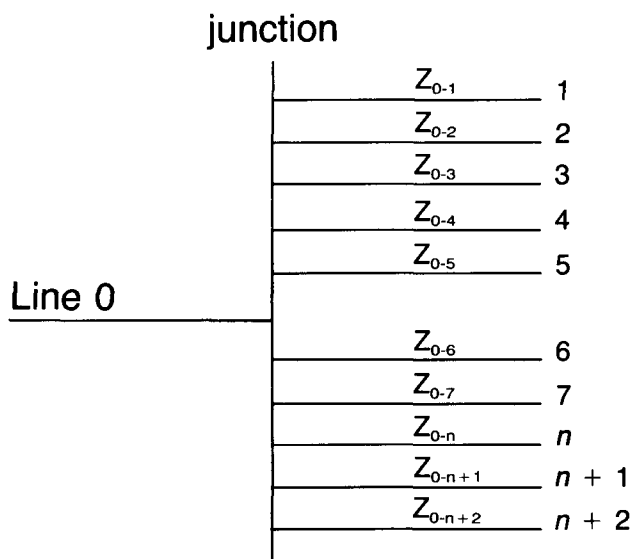 junction
Z₀₋₁ 1
Z₀₋₂ 2
Z₀₋₃ 3
Z₀₋₄ 4
Z₀₋₅ 5
Line 0
Z₀₋₆ 6
Z₀₋₇ 7
Z₀₋ₙ n
Z₀₋ₙ₊₁ n + 1
Z₀₋ₙ₊₂ n + 2